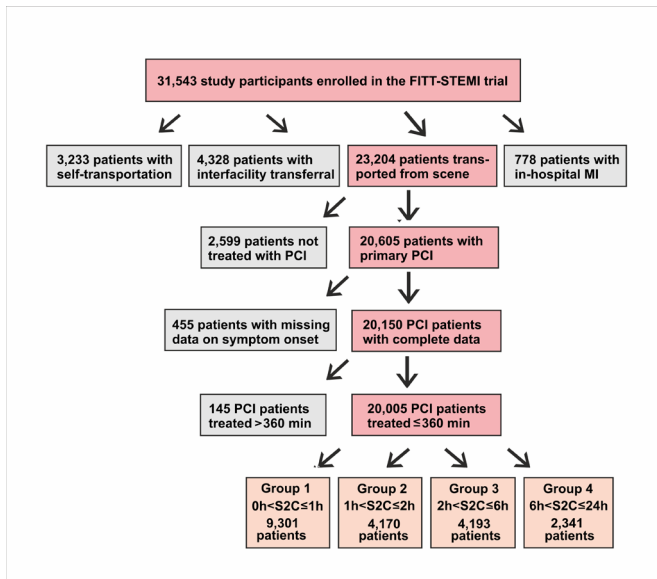 31,543 study participants enrolled in the FITT-STEMI trial
3,233 patients with
self-transportation
4,328 patients with
interfacility transferral
23,204 patients trans-
ported from scene
778 patients with
in-hospital MI
2,599 patients not
treated with PCI
20,605 patients with
primary PCI
455 patients with missing
data on symptom onset
20,150 PCI patients
with complete data
145 PCI patients
treated >360 min
20,005 PCI patients
treated ≤360 min
Group 1
0h<S2C≤1h
9,301
patients
Group 2
1h<S2C≤2h
4,170
patients
Group 3
2h<S2C≤6h
4,193
patients
Group 4
6h<S2C≤24h
2,341
patients